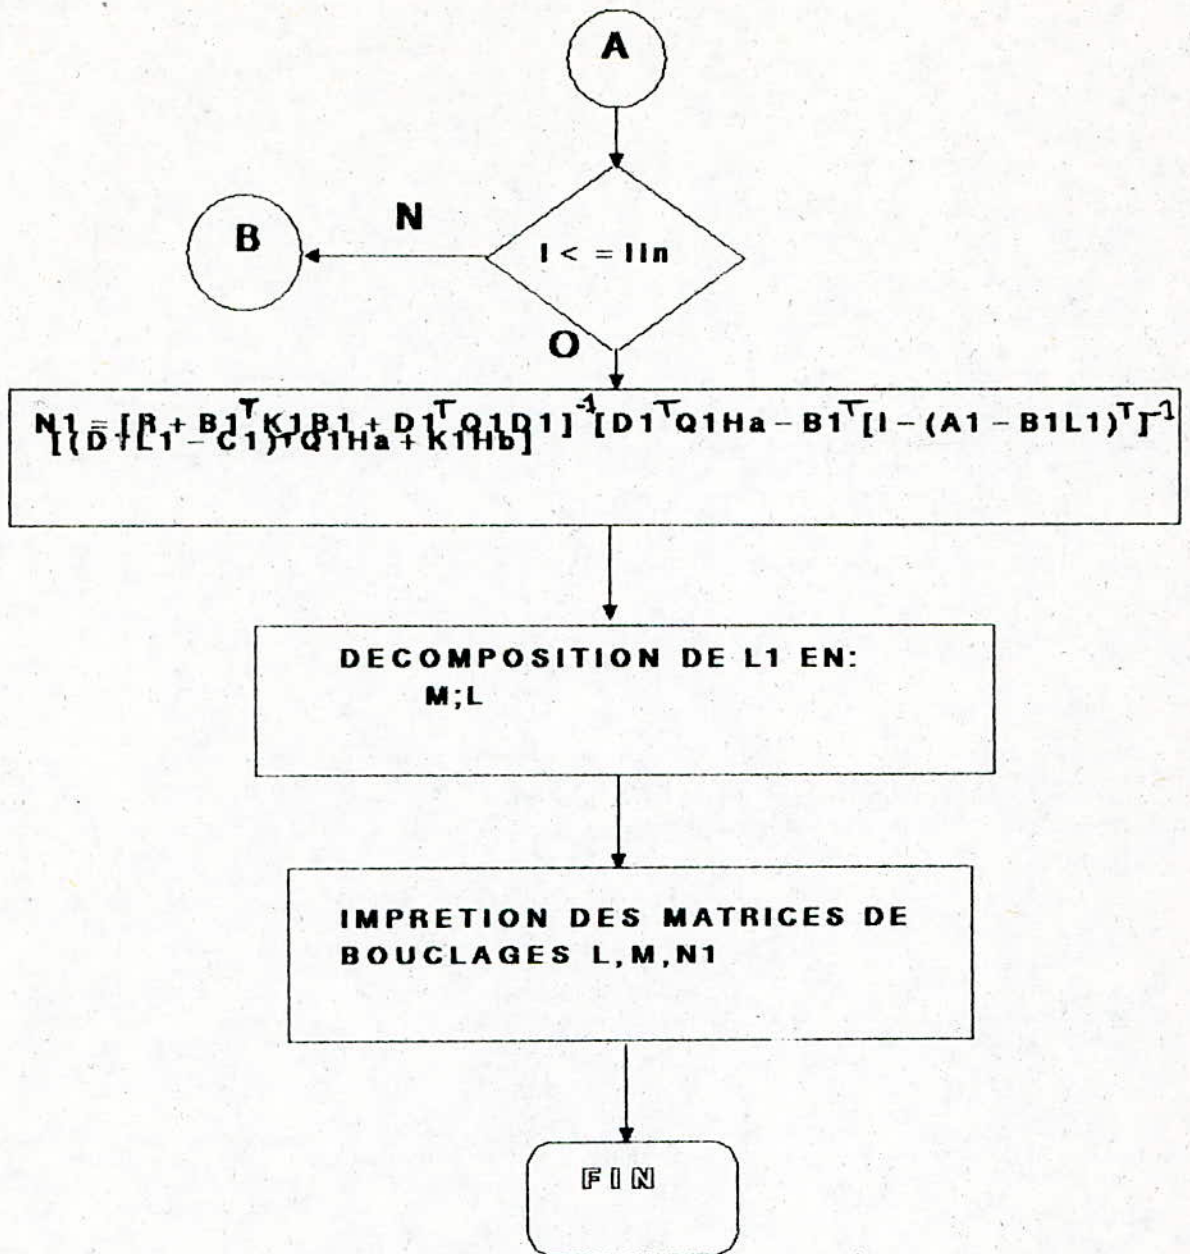 A
N
B
I < = IIn
O
N1 = [R + B1ᵀK1B1 + D1ᵀQ1D1]⁻¹[D1ᵀQ1Ha - B1ᵀ[I - (A1 - B1L1)ᵀ]⁻¹
[(D1L1 - C1)ᵀQ1Ha + K1Hb]
DECOMPOSITION DE L1 EN:
M;L
IMPRETION DES MATRICES DE
BOUCLAGES L,M,N1
FIN